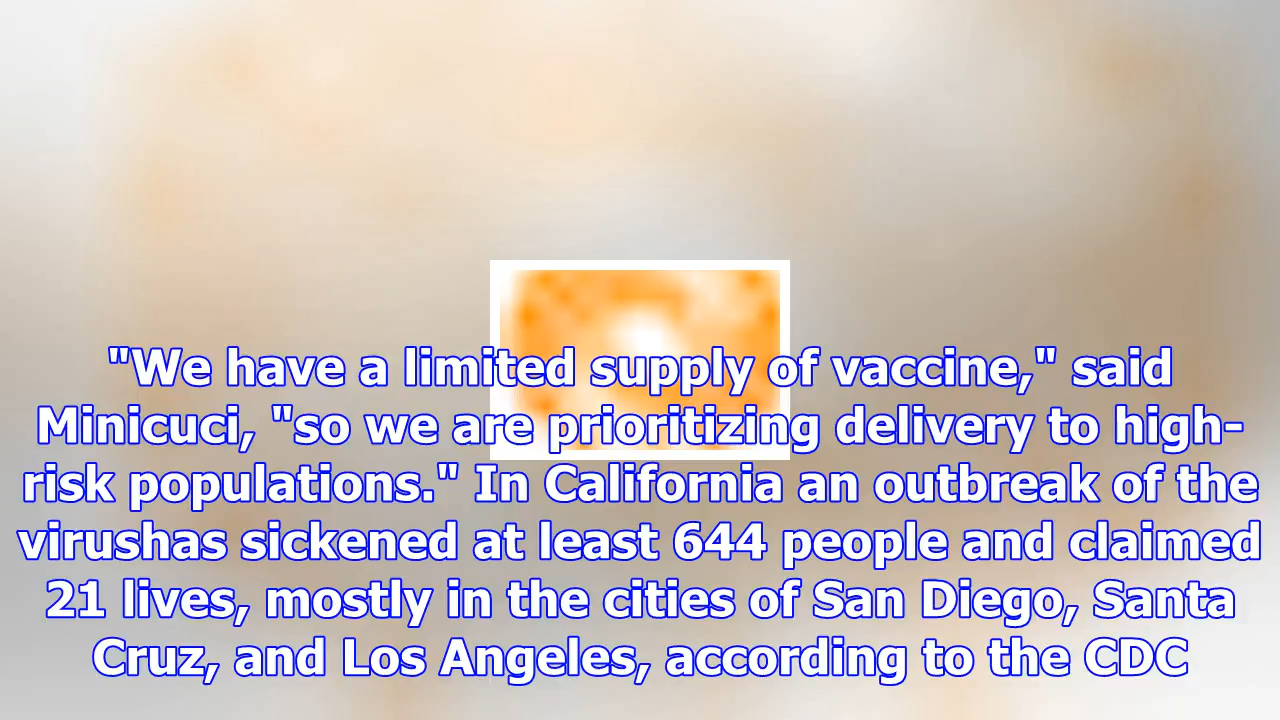 "We have a limited supply of vaccine," said
Minicuci, "so we are prioritizing delivery to high-
risk populations." In California an outbreak of the
virushas sickened at least 644 people and claimed
21 lives, mostly in the cities of San Diego, Santa
Cruz, and Los Angeles, according to the CDC